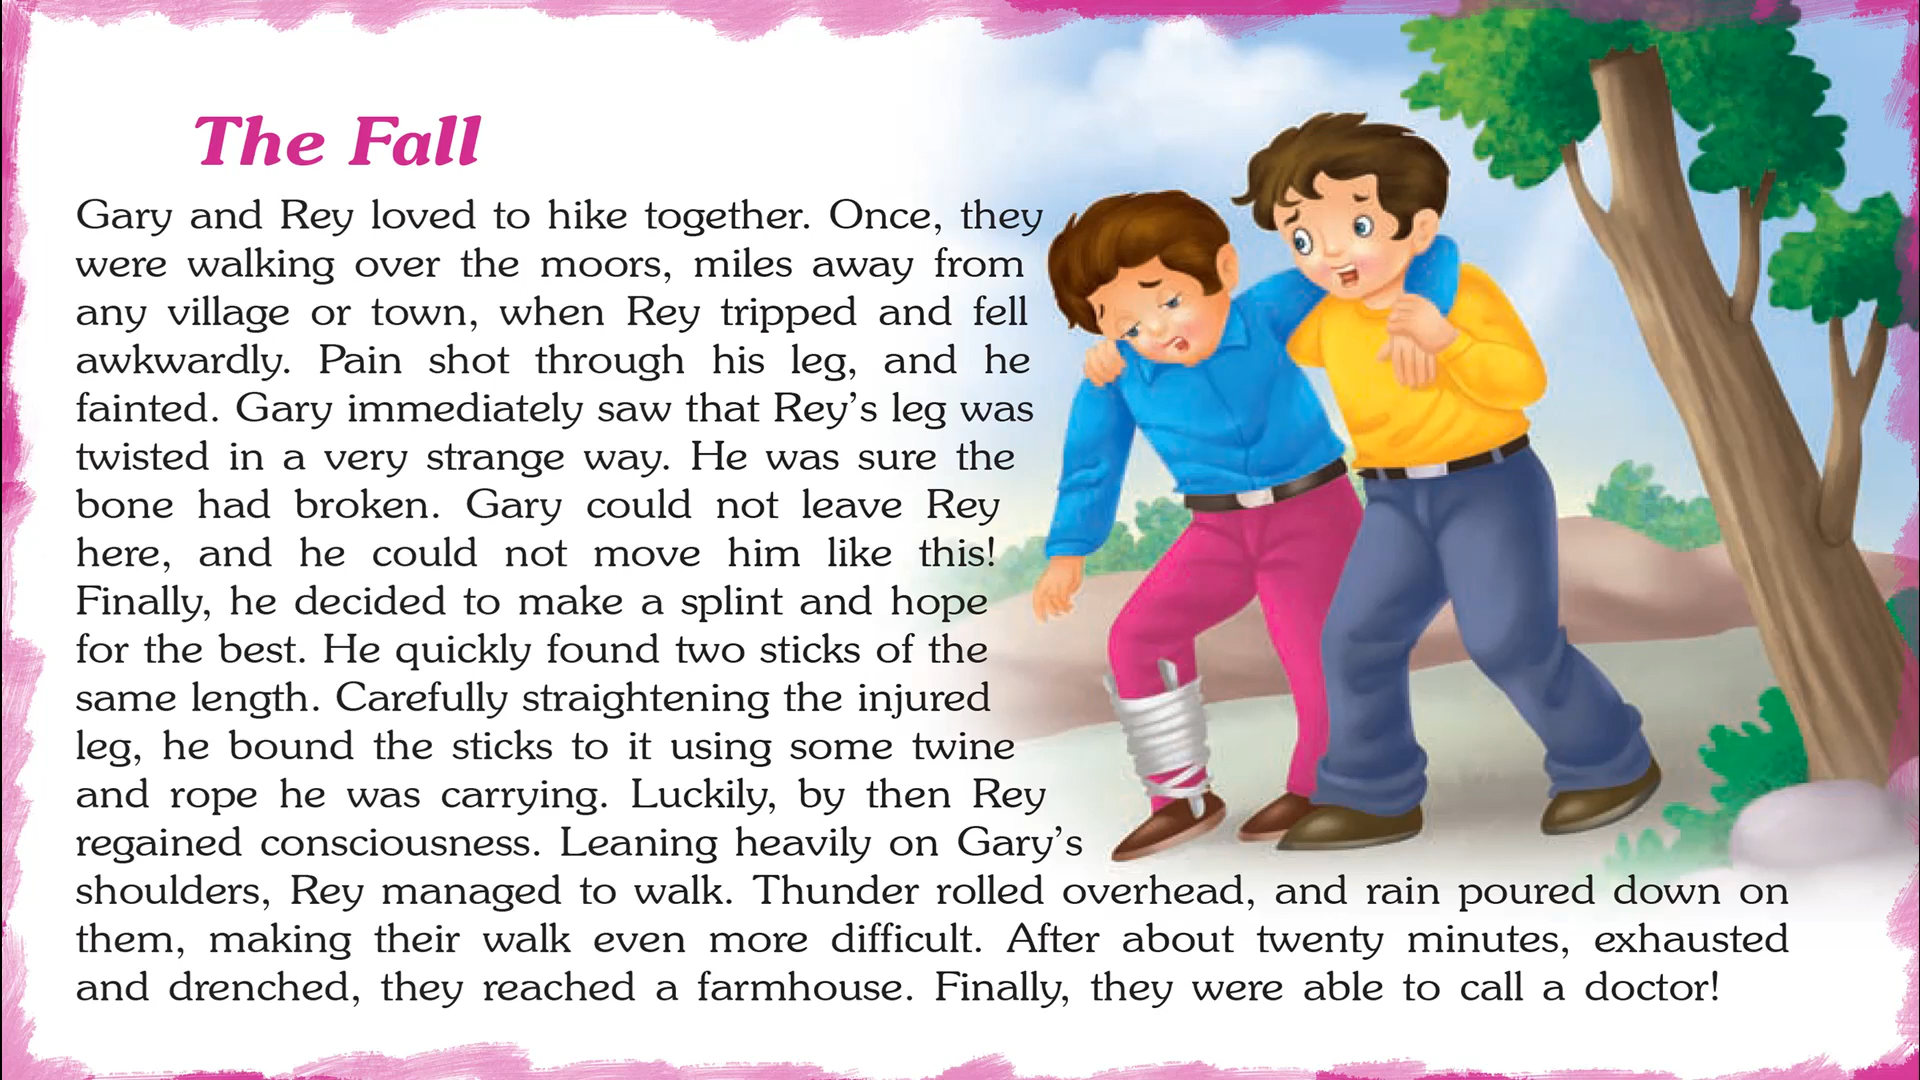 The Fall
Gary and Rey loved to hike together. Once, they
were walking over the moors, miles away from
any village or town, when Rey tripped and fell
awkwardly. Pain shot through his leg, and he
fainted. Gary immediately saw that Rey’s leg was
twisted in a very strange way. He was sure the
bone had broken. Gary could not leave Rey
here, and he could not move him like this!
Finally, he decided to make a splint and hope
for the best. He quickly found two sticks of the
same length. Carefully straightening the injured
leg, he bound the sticks to it using some twine
and rope he was carrying. Luckily, by then Rey
regained consciousness. Leaning heavily on Gary’s
shoulders, Rey managed to walk. Thunder rolled overhead, and rain poured down on
them, making their walk even more difficult. After about twenty minutes, exhausted
and drenched, they reached a farmhouse. Finally, they were able to call a doctor!